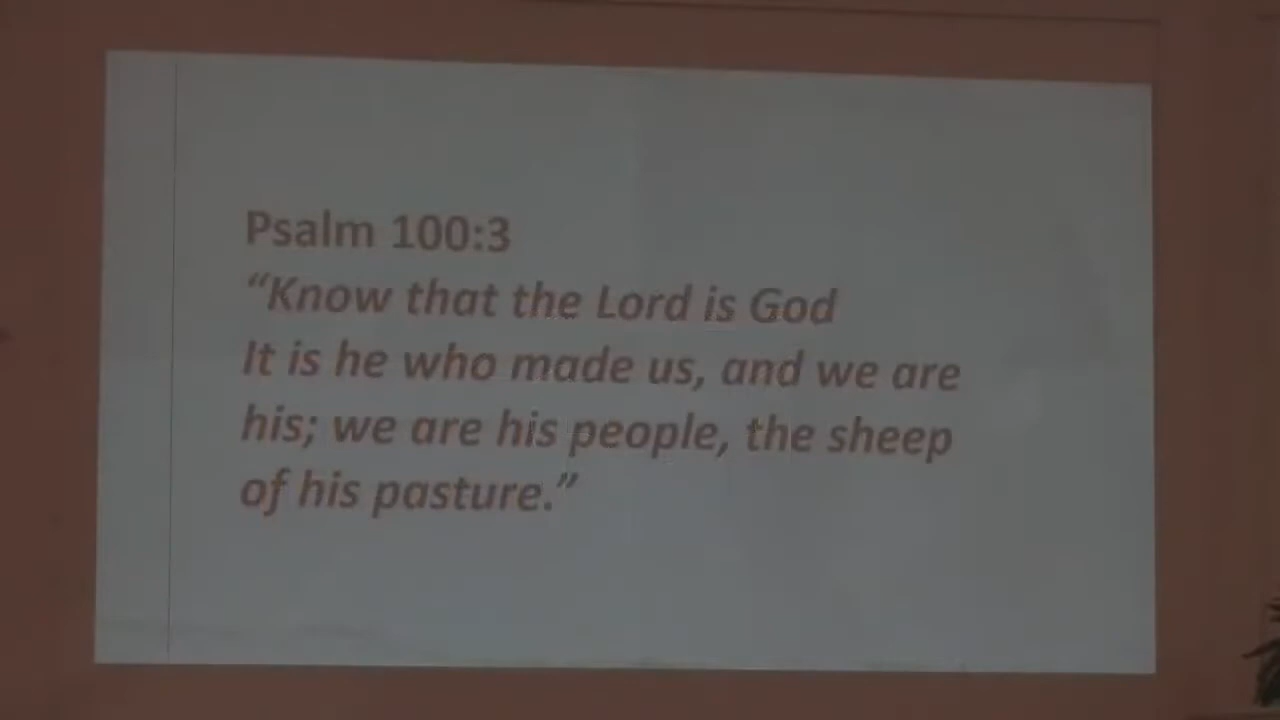 Psalm 100:3
“Know that the Lord is God
It is he who made us, and we are
his; we are his people, the sheep
of his pasture.”